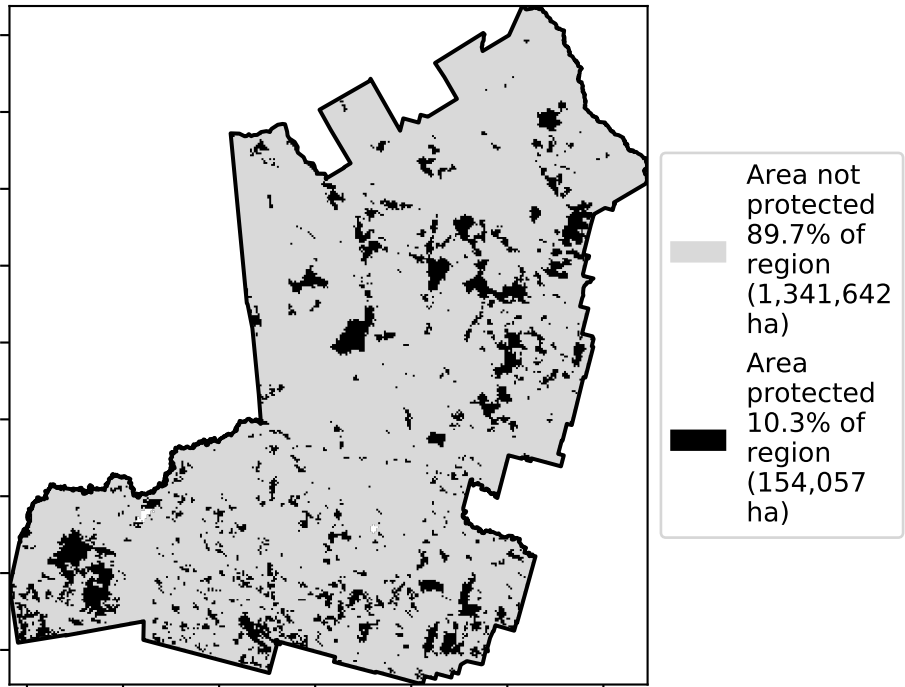 Area not
protected
89.7% of
region
(1,341,642
ha)
Area
protected
10.3% of
region
(154,057
ha)